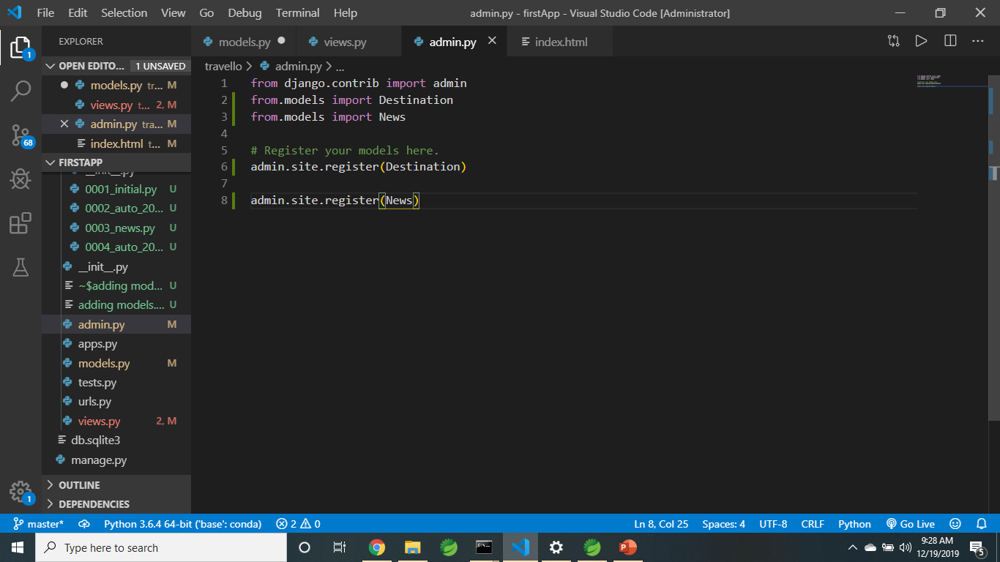 File Edit Selection View Go Debug Terminal Help
admin.py - firstApp - Visual Studio Code [Administrator]
EXPLORER
models.py
views.py
admin.py
index.html
OPEN EDITO... 1 UNSAVED
models.py tr... M
views.py t... 2, M
admin.py tra... M
index.html t... M
FIRSTAPP
__init__.py
0001_initial.py U
0002_auto_20... U
0003_news.py U
0004_auto_20... U
__init__.py
~$adding mod... U
adding models.... U
admin.py M
apps.py
models.py M
tests.py
urls.py
views.py 2, M
db.sqlite3
manage.py
OUTLINE
DEPENDENCIES
1
68
1
travello > admin.py > ...
1 from django.contrib import admin
2 from.models import Destination
3 from.models import News
4
5 # Register your models here.
6 admin.site.register(Destination)
7
8 admin.site.register(News)
master* Python 3.6.4 64-bit ('base': conda) 2 0 Ln 8, Col 25 Spaces: 4 UTF-8 CRLF Python Go Live
Type here to search
9:28 AM
12/19/2019
5